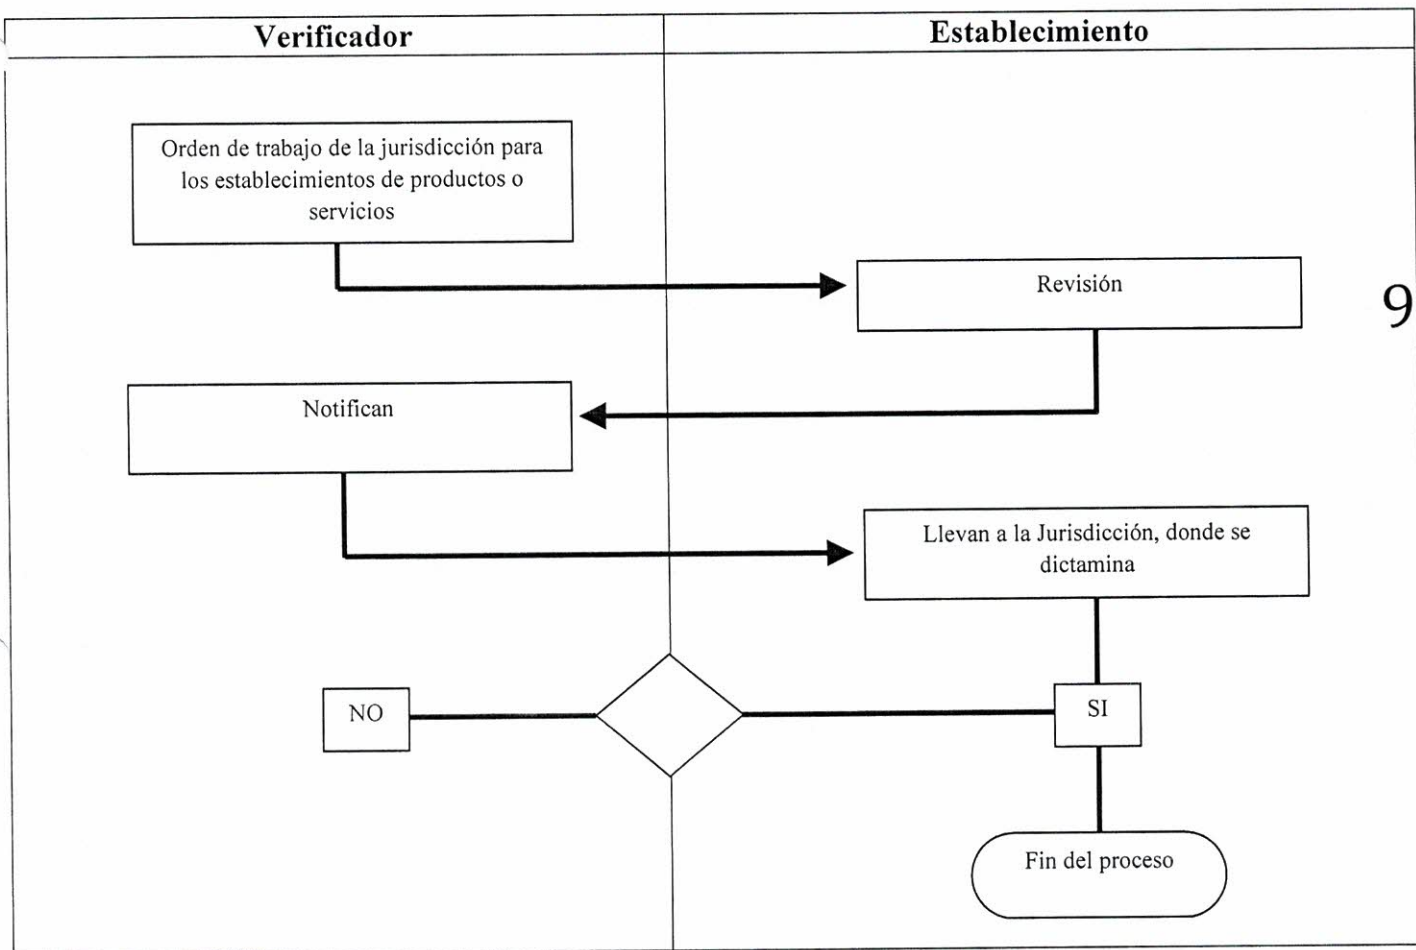 Verificador
Establecimiento
Orden de trabajo de la jurisdicción para
los establecimientos de productos o
servicios
Revisión
9
Notifican
Llevan a la Jurisdicción, donde se
dictamina
NO
SI
Fin del proceso